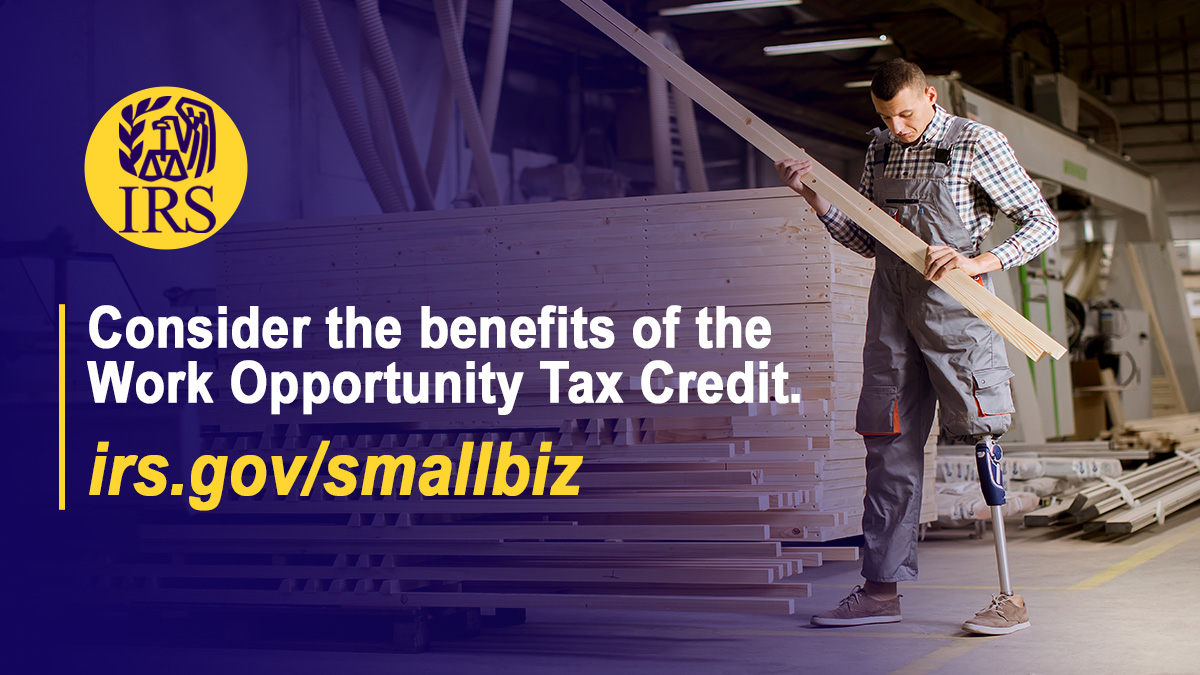 IRS
Consider the benefits of the
Work Opportunity Tax Credit.
irs.gov/smallbiz